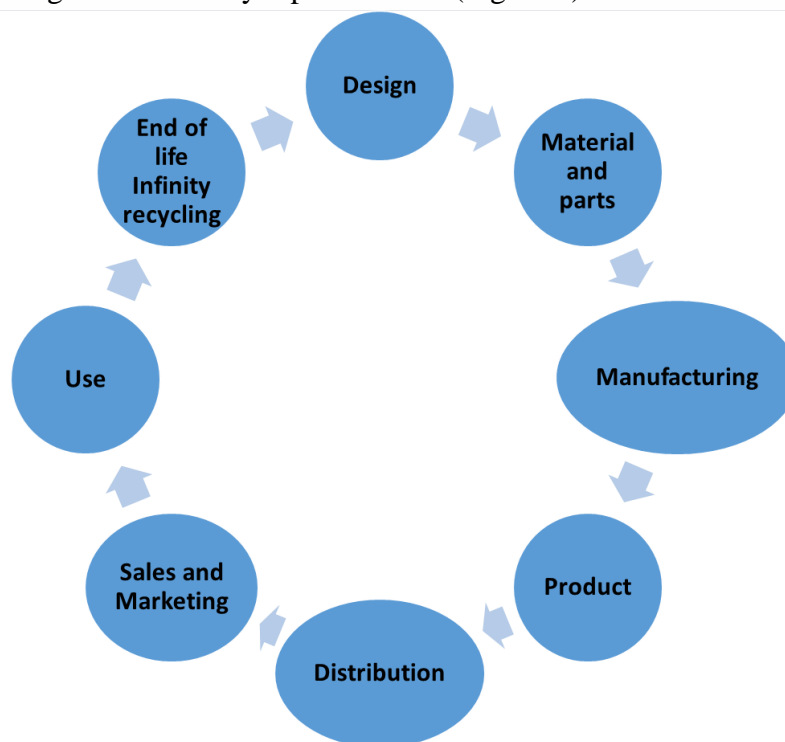 Design
Material
and
parts
Manufacturing
Product
Distribution
Sales and
Marketing
Use
End of
life
Infinity
recycling